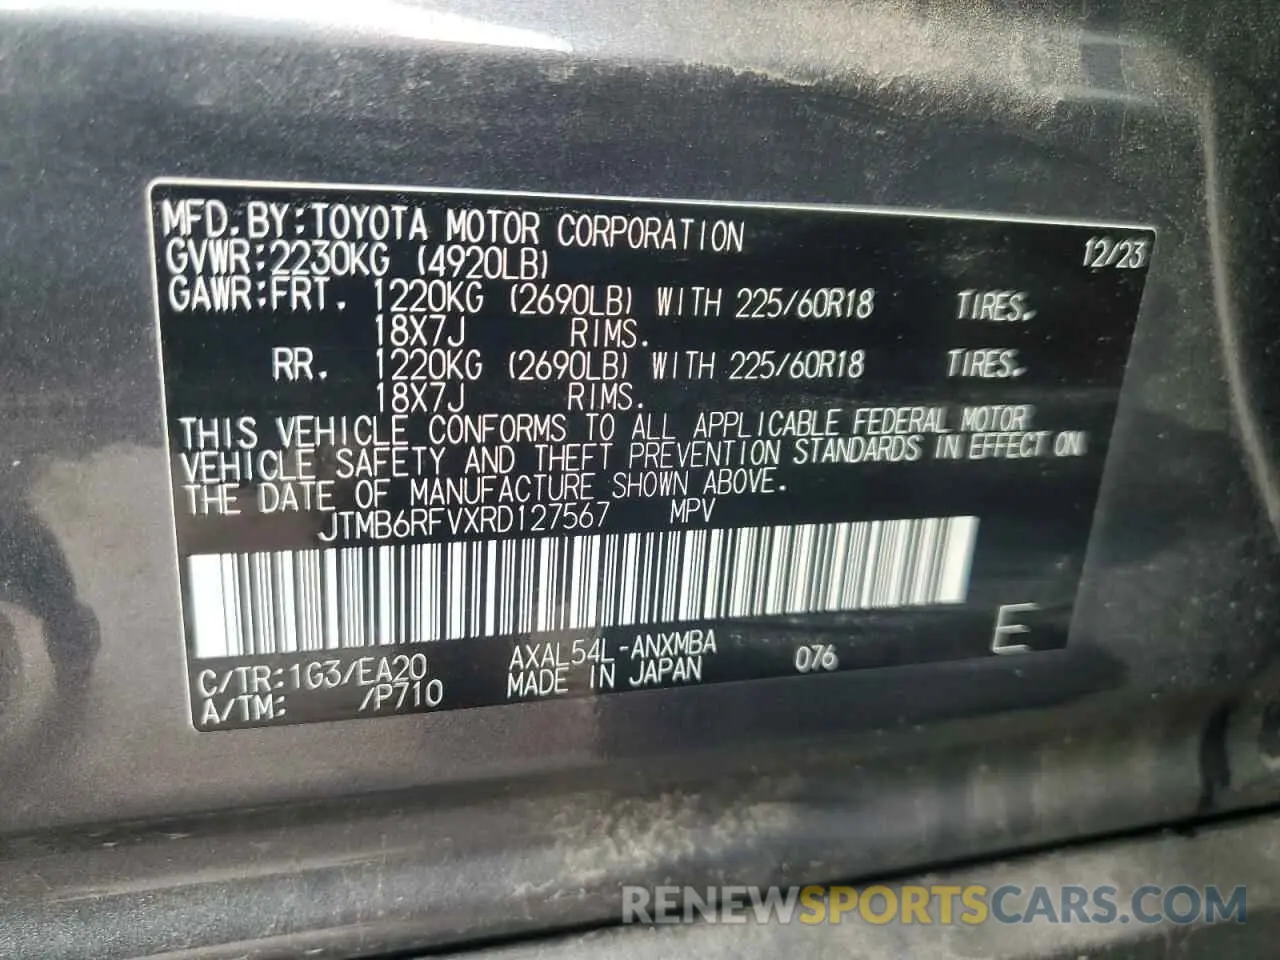 MFD. BY:TOYOTA MOTOR CORPORATION 12/23
GVWR:2230KG (4920LB)
GAWR:FRT. 1220KG (2690LB) WITH 225/60R18 TIRES.
18X7J RIMS.
RR. 1220KG (2690LB) WITH 225/60R18 TIRES.
18X7J RIMS.
THIS VEHICLE CONFORMS TO ALL APPLICABLE FEDERAL MOTOR
VEHICLE SAFETY AND THEFT PREVENTION STANDARDS IN EFFECT ON
THE DATE OF MANUFACTURE SHOWN ABOVE.
JTMB6RFVXRD127567 MPV
C/TR:1G3/EA20 AXAL54L-ANXMBA 076 E
A/TM: /P710 MADE IN JAPAN
RENEWSPORTSCARS.COM